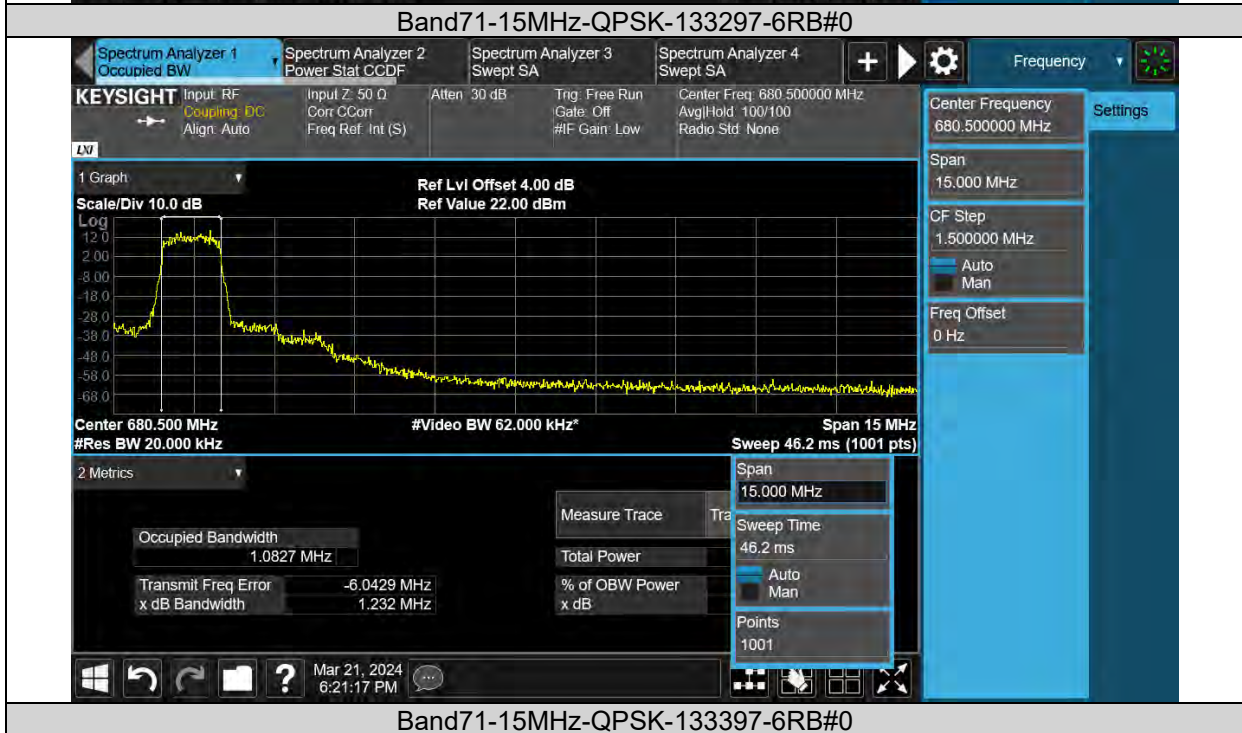 Band71-15MHz-QPSK-133297-6RB#0
Spectrum Analyzer 1
Occupied BW
Spectrum Analyzer 2
Power Stat CCDF
Spectrum Analyzer 3
Swept SA
Spectrum Analyzer 4
Swept SA
+
Frequency
KEYSIGHT
Input: RF
Coupling: DC
Align: Auto
Input Z: 50 Ω
Corr CCorr
Freq Ref: Int (S)
Atten: 30 dB
Trig: Free Run
Gate: Off
#IF Gain: Low
Center Freq: 680.500000 MHz
Avg|Hold: 100/100
Radio Std: None
LXI
Center Frequency
680.500000 MHz
Settings
Span
15.000 MHz
CF Step
1.500000 MHz
Auto
Man
Freq Offset
0 Hz
1 Graph
Scale/Div 10.0 dB
Ref Lvl Offset 4.00 dB
Ref Value 22.00 dBm
Log
12.0
2.00
-8.00
-18.0
-28.0
-38.0
-48.0
-58.0
-68.0
Center 680.500 MHz
#Res BW 20.000 kHz
#Video BW 62.000 kHz*
Span 15 MHz
Sweep 46.2 ms (1001 pts)
2 Metrics
Occupied Bandwidth
1.0827 MHz
Transmit Freq Error -6.0429 MHz
x dB Bandwidth 1.232 MHz
Measure Trace Tra
Total Power
% of OBW Power
x dB
Span
15.000 MHz
Sweep Time
46.2 ms
Auto
Man
Points
1001
?
Mar 21, 2024
6:21:17 PM
Band71-15MHz-QPSK-133397-6RB#0